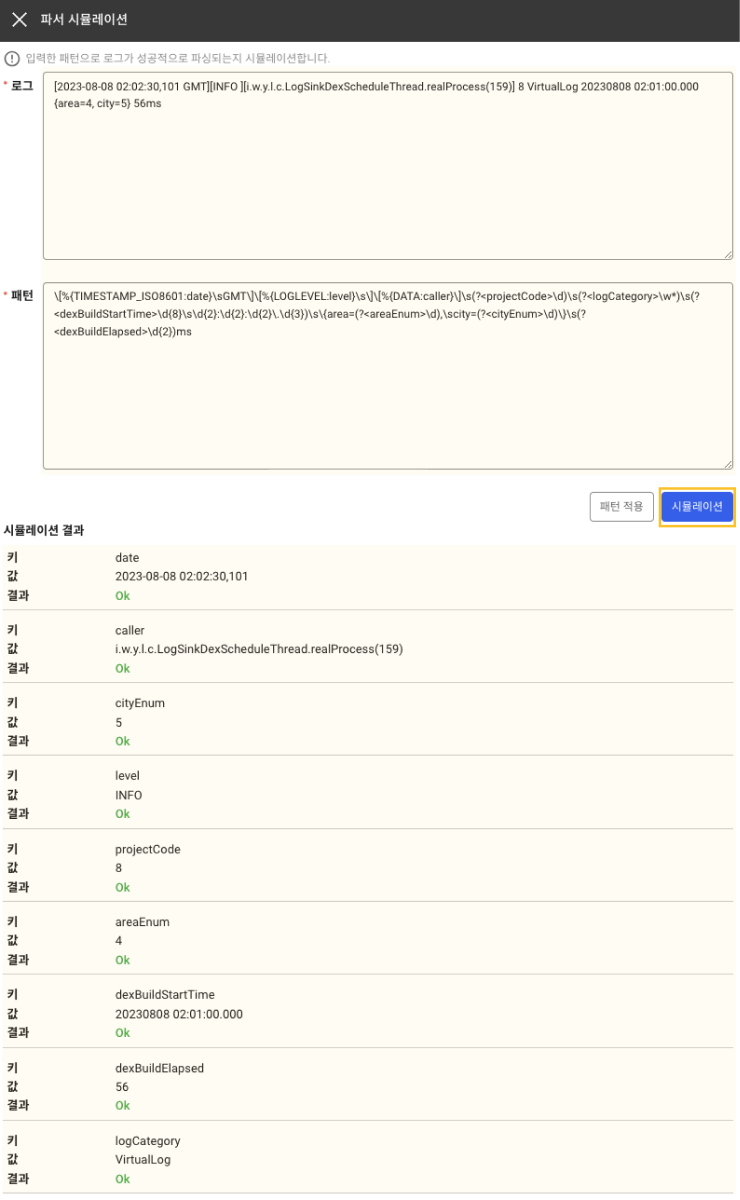 파서 시뮬레이션
입력한 패턴으로 로그가 성공적으로 파싱되는지 시뮬레이션합니다.
* 로그
[2023-08-08 02:02:30,101 GMT][INFO ][i.w.y.l.c.LogSinkDexScheduleThread.realProcess(159)] 8 VirtualLog 20230808 02:01:00.000
{area=4, city=5} 56ms
* 패턴
\[%{TIMESTAMP_ISO8601:date}\sGMT\]\[%{LOGLEVEL:level}\s\]\[%{DATA:caller}\]\s(?<projectCode>\d)\s(?<logCategory>\w*)\s(?
<dexBuildStartTime>\d{8}\s\d{2}:\d{2}:\d{2}\.\d{3})\s\{area=(?<areaEnum>\d),\scity=(?<cityEnum>\d)\}\s(?
<dexBuildElapsed>\d{2})ms
패턴 적용
시뮬레이션
시뮬레이션 결과
키 date
값 2023-08-08 02:02:30,101
결과 Ok
키 caller
값 i.w.y.l.c.LogSinkDexScheduleThread.realProcess(159)
결과 Ok
키 cityEnum
값 5
결과 Ok
키 level
값 INFO
결과 Ok
키 projectCode
값 8
결과 Ok
키 areaEnum
값 4
결과 Ok
키 dexBuildStartTime
값 20230808 02:01:00.000
결과 Ok
키 dexBuildElapsed
값 56
결과 Ok
키 logCategory
값 VirtualLog
결과 Ok